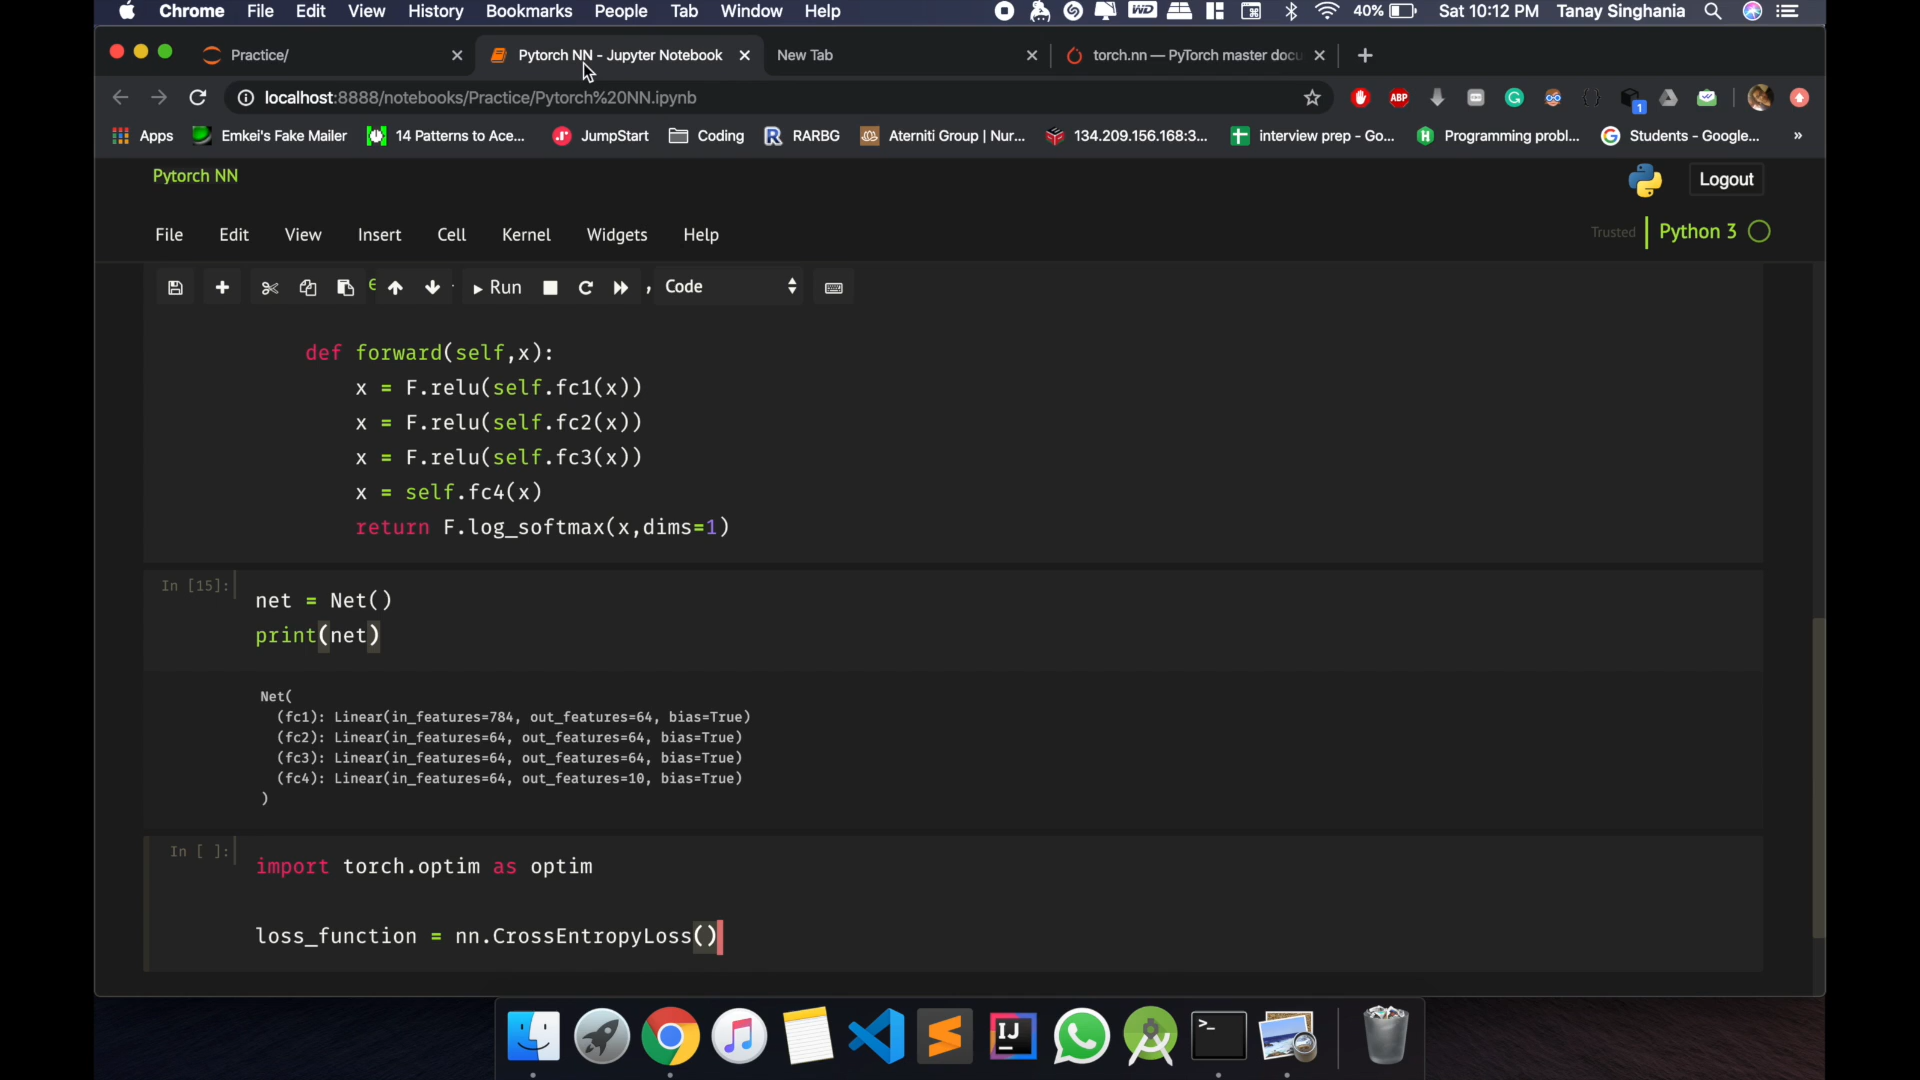 Chrome File Edit View History Bookmarks People Tab Window Help 40% Sat 10:12 PM Tanay Singhania
Practice/ Pytorch NN - Jupyter Notebook New Tab torch.nn — PyTorch master docu
localhost:8888/notebooks/Practice/Pytorch%20NN.ipynb
Apps Emkei's Fake Mailer 14 Patterns to Ace... JumpStart Coding RARBG Aterniti Group | Nur... 134.209.156.168:3... interview prep - Go... Programming probl... Students - Google... »
Pytorch NN Logout
File Edit View Insert Cell Kernel Widgets Help Trusted Python 3
Run Code
def forward(self,x):
x = F.relu(self.fc1(x))
x = F.relu(self.fc2(x))
x = F.relu(self.fc3(x))
x = self.fc4(x)
return F.log_softmax(x,dims=1)
In [15]: net = Net()
print(net)
Net(
(fc1): Linear(in_features=784, out_features=64, bias=True)
(fc2): Linear(in_features=64, out_features=64, bias=True)
(fc3): Linear(in_features=64, out_features=64, bias=True)
(fc4): Linear(in_features=64, out_features=10, bias=True)
)
In [ ]: import torch.optim as optim
loss_function = nn.CrossEntropyLoss()